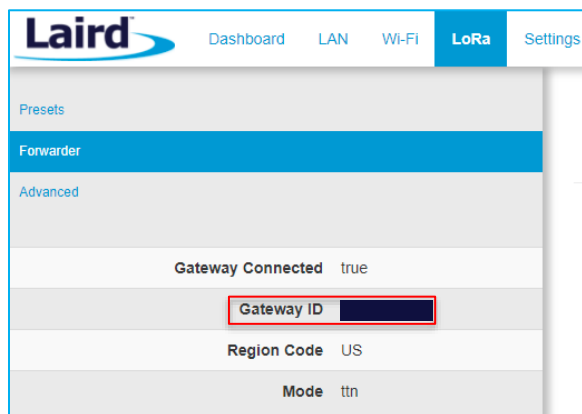 Laird Dashboard LAN Wi-Fi LoRa Settings
Presets
Forwarder
Advanced
Gateway Connected true
Gateway ID
Region Code US
Mode ttn